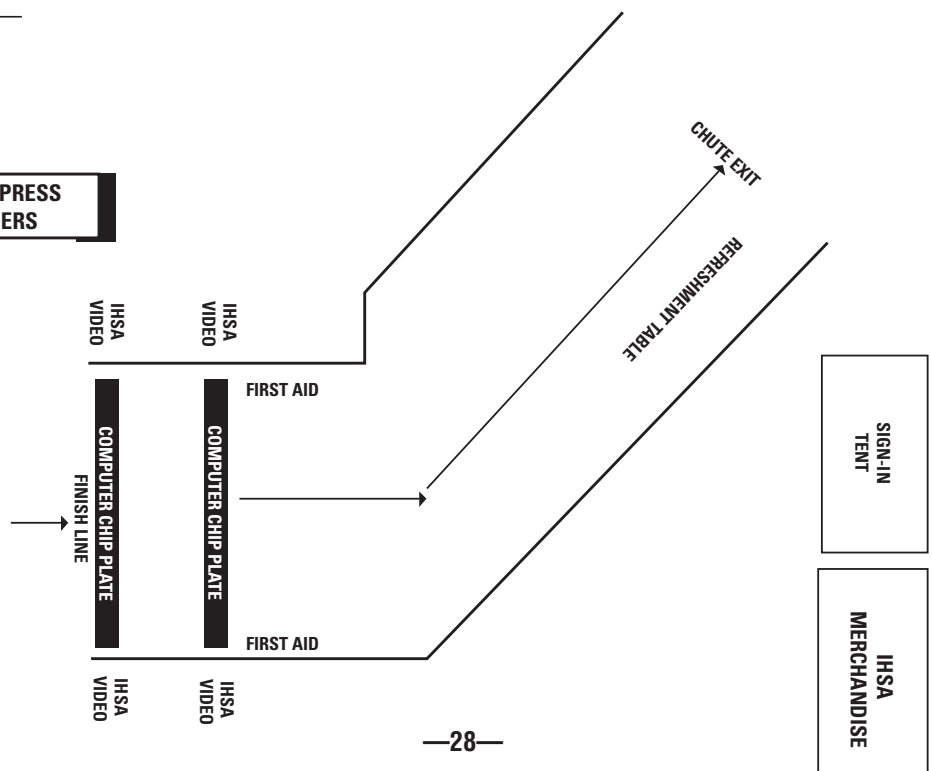 CHUTE EXIT
PRESS
ERS
REFRESHMENT TABLE
IHSA
VIDEO
IHSA
VIDEO
FIRST AID
SIGN-IN
TENT
FINISH LINE
COMPUTER CHIP PLATE
COMPUTER CHIP PLATE
FIRST AID
IHSA
MERCHANDISE
IHSA
VIDEO
IHSA
VIDEO
—28—